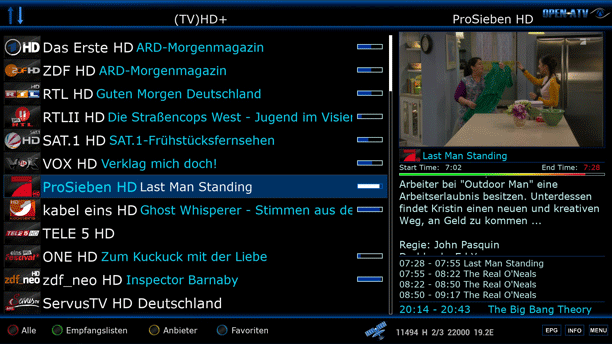 (TV)HD+
ProSieben HD
OPEN-ATV
Das Erste HD ARD-Morgenmagazin
ZDF HD ARD-Morgenmagazin
RTL HD Guten Morgen Deutschland
RTLII HD Die Straßencops West - Jugend im Visier
SAT.1 HD SAT.1-Frühstücksfernsehen
VOX HD Verklag mich doch!
ProSieben HD Last Man Standing
kabel eins HD Ghost Whisperer - Stimmen aus de
TELE 5 HD
ONE HD Zum Kuckuck mit der Liebe
zdf_neo HD Inspector Barnaby
ServusTV HD Deutschland
Last Man Standing
Start Time: 7:02 End Time: 7:28
Arbeiter bei "Outdoor Man" eine
Arbeitserlaubnis besitzen. Unterdessen
findet Kristin einen neuen und kreativen
Weg, an Geld zu kommen ...
Regie: John Pasquin
07:28 - 07:55 Last Man Standing
07:55 - 08:22 The Real O'Neals
08:22 - 08:50 The Real O'Neals
08:50 - 09:17 The Real O'Neals
20:14 - 20:43 The Big Bang Theory
Alle
Empfangslisten
Anbieter
Favoriten
11494 H 2/3 22000 19.2E
EPG
INFO
MENU